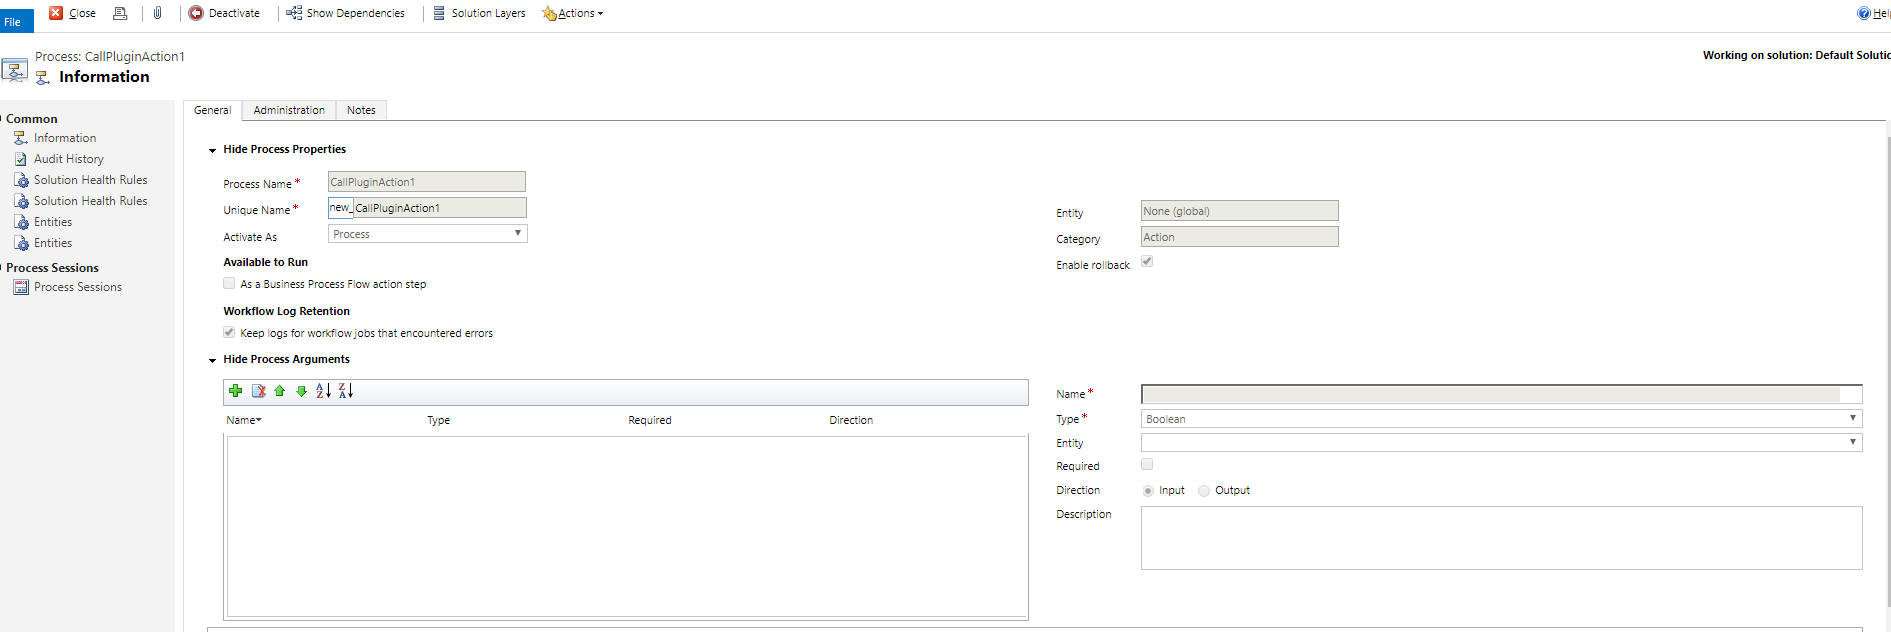 File Close Deactivate Show Dependencies Solution Layers Actions Help
Process: CallPluginAction1
Information
Working on solution: Default Solutio
Common
Information
Audit History
Solution Health Rules
Solution Health Rules
Entities
Entities
Process Sessions
Process Sessions
General Administration Notes
Hide Process Properties
Process Name * CallPluginAction1
Unique Name * new_ CallPluginAction1
Activate As Process
Available to Run
As a Business Process Flow action step
Workflow Log Retention
Keep logs for workflow jobs that encountered errors
Entity None (global)
Category Action
Enable rollback
Hide Process Arguments
Name Type Required Direction
Name *
Type * Boolean
Entity
Required
Direction Input Output
Description